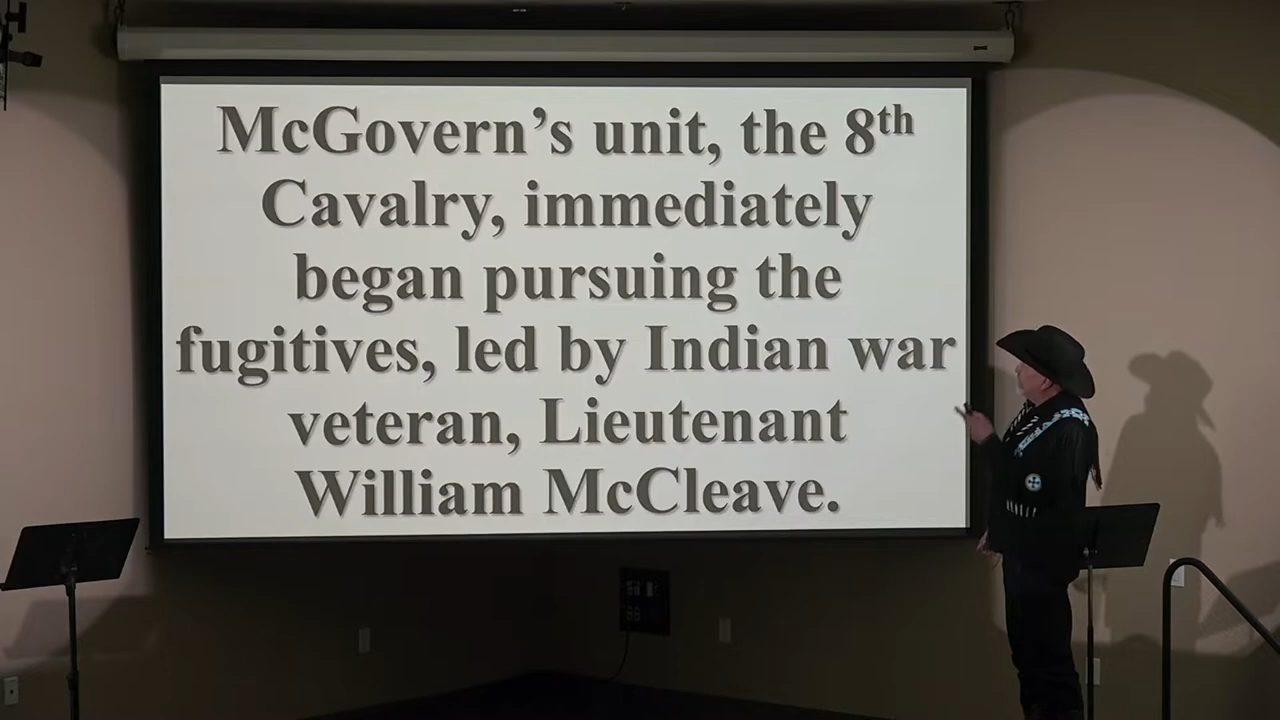 McGovern’s unit, the 8th
Cavalry, immediately
began pursuing the
fugitives, led by Indian war
veteran, Lieutenant
William McCleave.